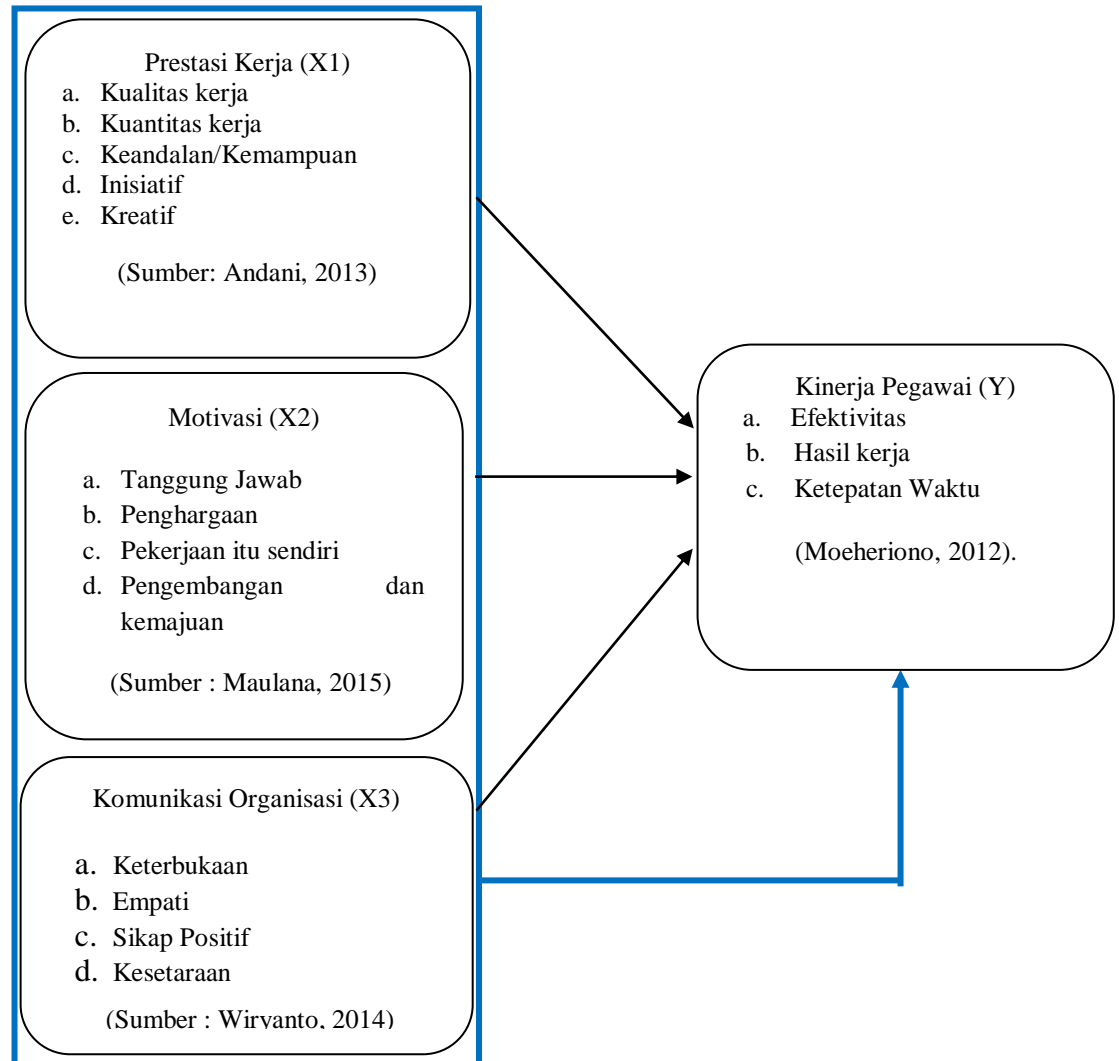 Prestasi Kerja (X1)
a. Kualitas kerja
b. Kuantitas kerja
c. Keandalan/Kemampuan
d. Inisiatif
e. Kreatif
(Sumber: Andani, 2013)
Motivasi (X2)
a. Tanggung Jawab
b. Penghargaan
c. Pekerjaan itu sendiri
d. Pengembangan dan
kemajuan
(Sumber : Maulana, 2015)
Komunikasi Organisasi (X3)
a. Keterbukaan
b. Empati
c. Sikap Positif
d. Kesetaraan
(Sumber : Wiryanto, 2014)
Kinerja Pegawai (Y)
a. Efektivitas
b. Hasil kerja
c. Ketepatan Waktu
(Moeheriono, 2012).